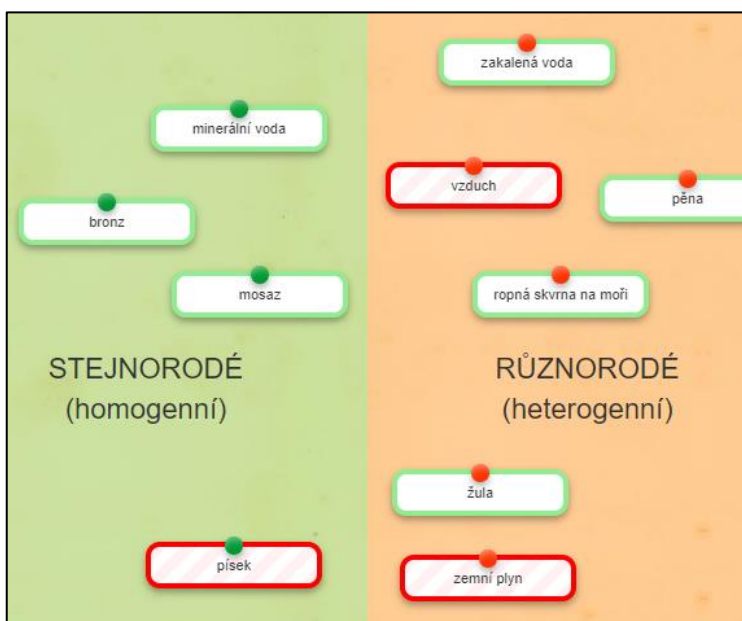 zakalená voda
minerální voda
vzduch
pěna
bronz
mosaz
ropná skvrna na moři
STEJNORODÉ
(homogenní)
RŮZNORODÉ
(heterogenní)
žula
písek
zemní plyn